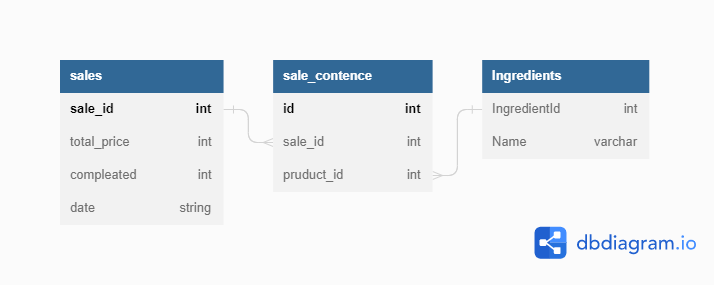 sales
sale_id int
total_price int
compleated int
date string
sale_contence
id int
sale_id int
pruduct_id int
Ingredients
IngredientId int
Name varchar
dbdiagram.io